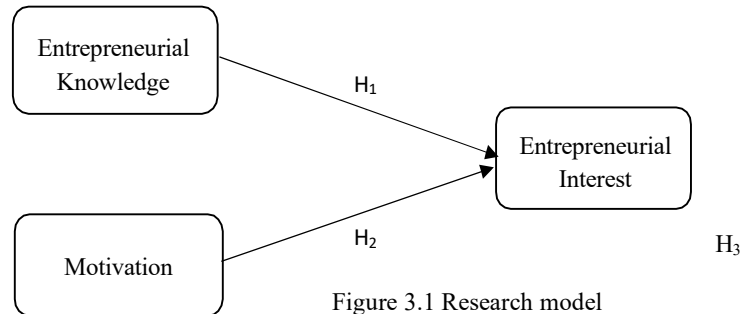 Entrepreneurial
Knowledge
H₁
Entrepreneurial
Interest
H₂
H₃
Motivation
Figure 3.1 Research model